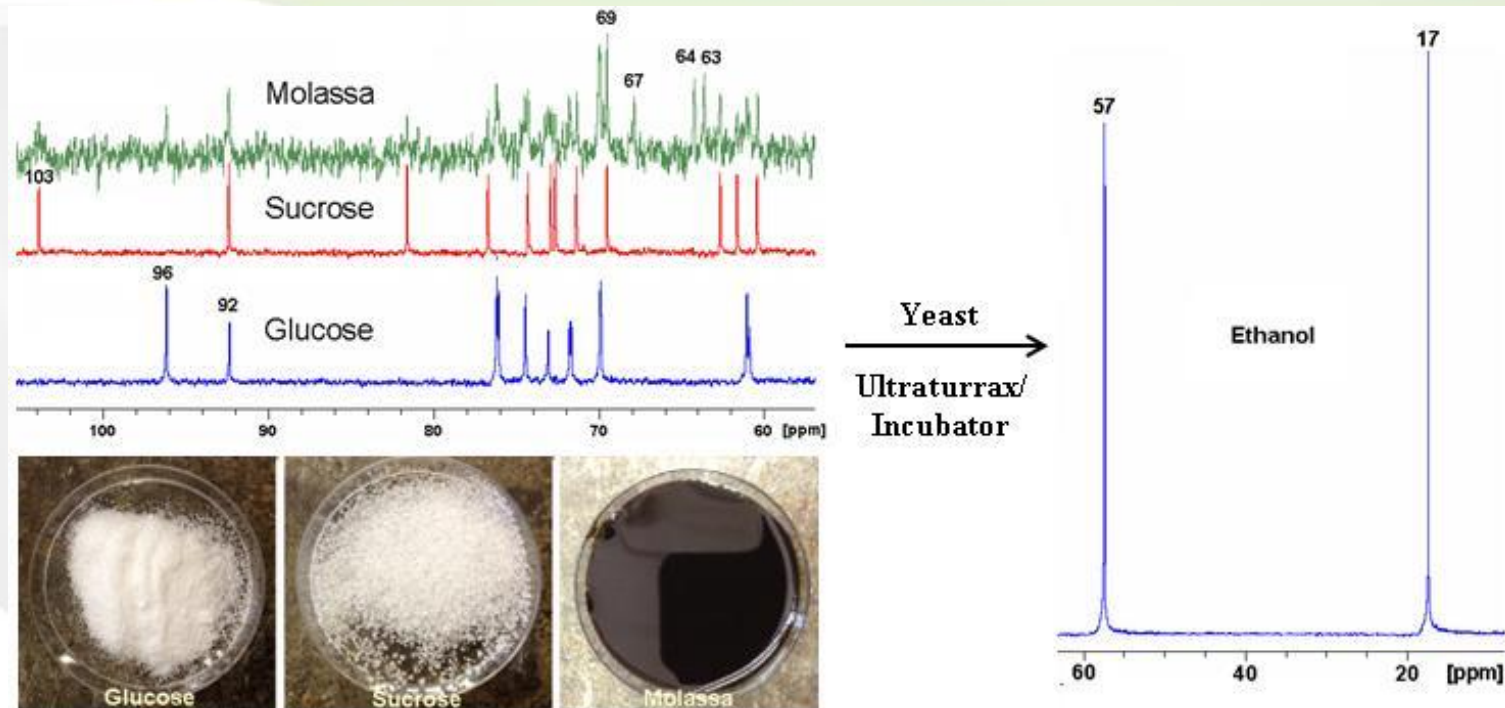 69
64 63
67
Molassa
103
Sucrose
96
92
Glucose
100 90 80 70 60 [ppm]
Glucose
Sucrose
Molassa
Yeast
Ultraturrax/
Incubator
17
57
Ethanol
60 40 20 [ppm]